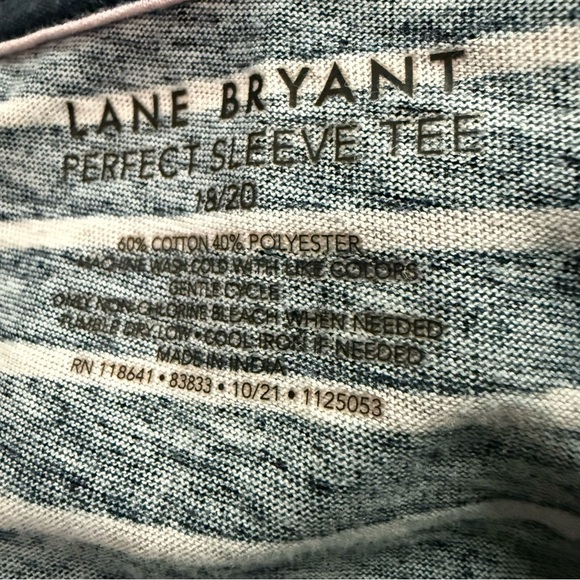 LANE BRYANT
PERFECT SLEEVE TEE
18/20
60% COTTON 40% POLYESTER
MACHINE WASH COLD WITH LIKE COLORS
GENTLE CYCLE
ONLY NON-CHLORINE BLEACH WHEN NEEDED
TUMBLE DRY LOW • COOL IRON IF NEEDED
MADE IN INDIA
RN 118641 • 83833 • 10/21 • 1125053